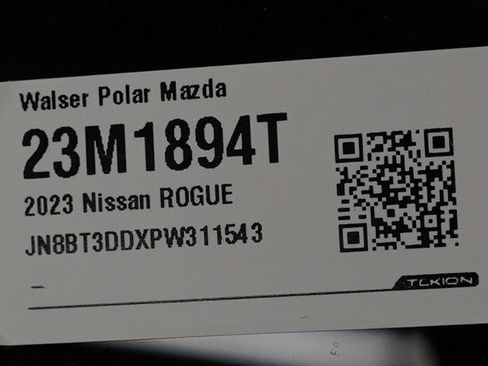 Walser Polar Mazda
23M1894T
2023 Nissan ROGUE
JN8BT3DDXPW311543
TEKION